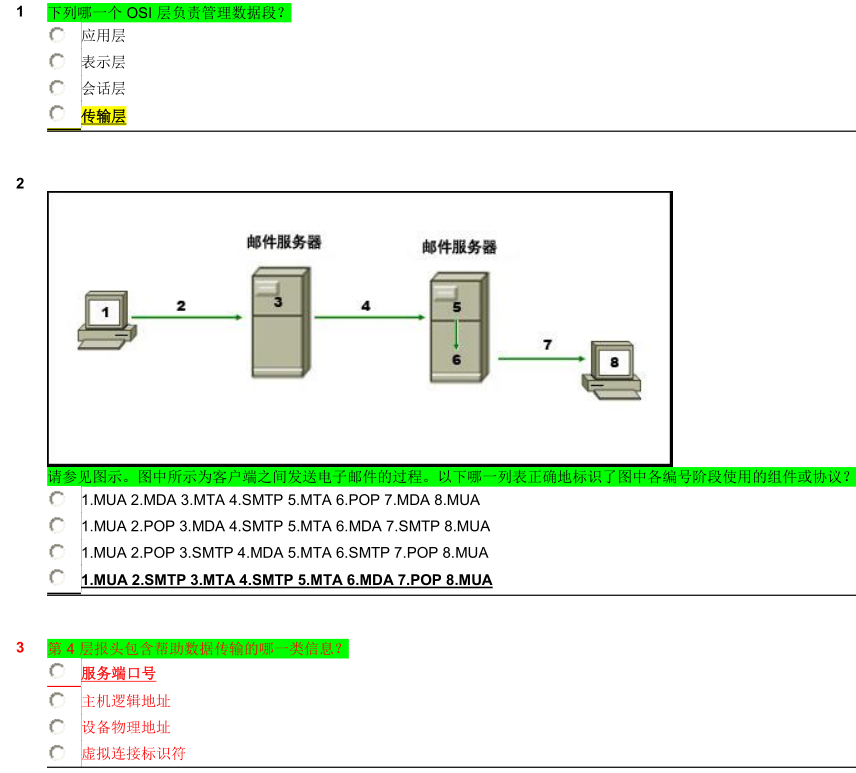 1 下列哪一个 OSI 层负责管理数据段？
应用层
表示层
会话层
传输层
2
邮件服务器
邮件服务器
1
2
3
4
5
6
7
8
请参见图示。图中所示为客户端之间发送电子邮件的过程。以下哪一列表正确地标识了图中各编号阶段使用的组件或协议？
1.MUA 2.MDA 3.MTA 4.SMTP 5.MTA 6.POP 7.MDA 8.MUA
1.MUA 2.POP 3.MDA 4.SMTP 5.MTA 6.MDA 7.SMTP 8.MUA
1.MUA 2.POP 3.SMTP 4.MDA 5.MTA 6.SMTP 7.POP 8.MUA
1.MUA 2.SMTP 3.MTA 4.SMTP 5.MTA 6.MDA 7.POP 8.MUA
3 第 4 层报头包含帮助数据传输的哪一类信息？
服务端口号
主机逻辑地址
设备物理地址
虚拟连接标识符